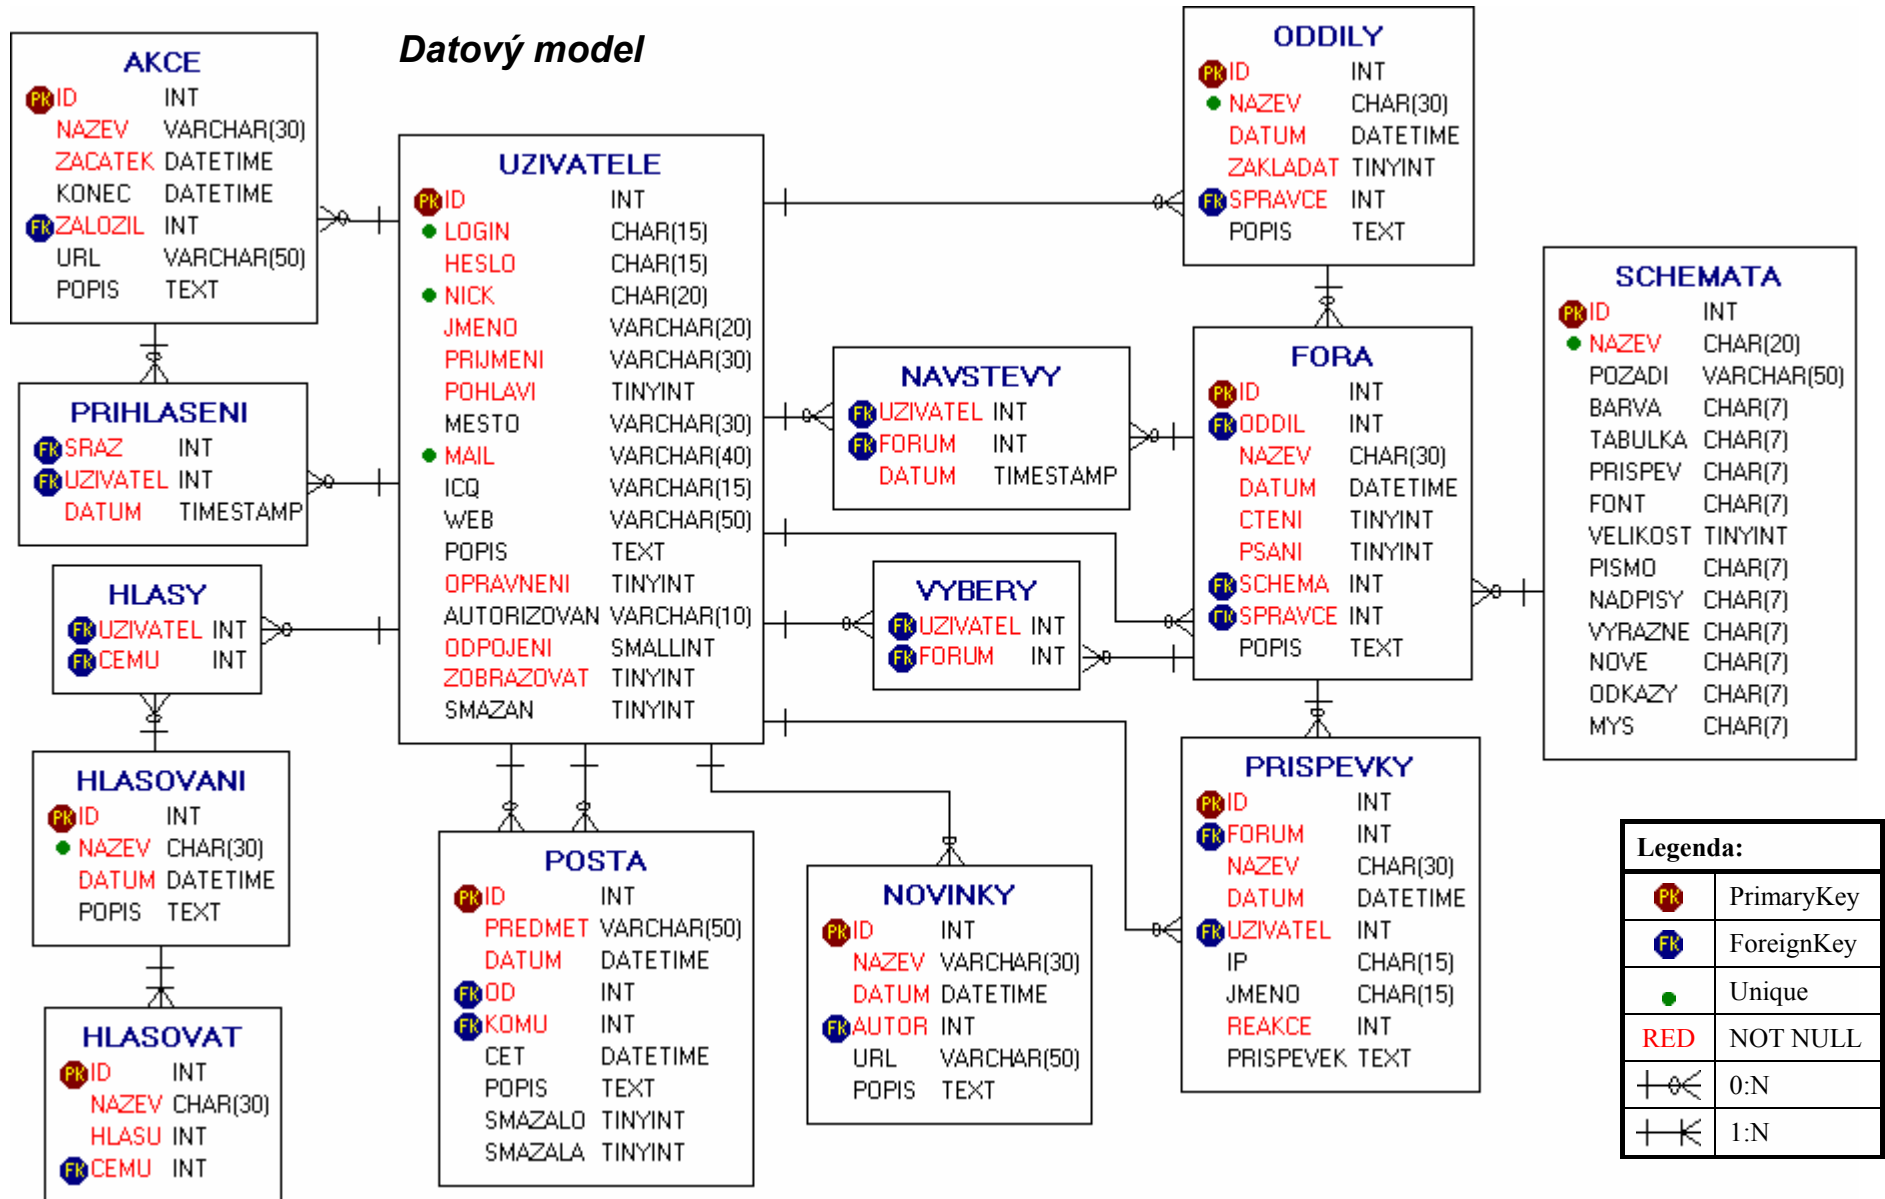 Datový model
AKCE
PK ID INT
NAZEV VARCHAR(30)
ZACATEK DATETIME
KONEC DATETIME
FK ZALOZIL INT
URL VARCHAR(50)
POPIS TEXT
PRIHLASENI
FK SRAZ INT
FK UZIVATEL INT
DATUM TIMESTAMP
HLASY
FK UZIVATEL INT
FK CEMU INT
HLASOVANI
PK ID INT
NAZEV CHAR(30)
DATUM DATETIME
POPIS TEXT
HLASOVAT
PK ID INT
NAZEV CHAR(30)
HLASU INT
FK CEMU INT
UZIVATELE
PK ID INT
LOGIN CHAR(15)
HESLO CHAR(15)
NICK CHAR(20)
JMENO VARCHAR(20)
PRIJMENI VARCHAR(30)
POHLAVI TINYINT
MESTO VARCHAR(30)
MAIL VARCHAR(40)
ICQ VARCHAR(15)
WEB VARCHAR(50)
POPIS TEXT
OPRAVNENI TINYINT
AUTORIZOVAN VARCHAR(10)
ODPOJENI SMALLINT
ZOBRAZOVAT TINYINT
SMAZAN TINYINT
POSTA
PK ID INT
PREDMET VARCHAR(50)
DATUM DATETIME
FK OD INT
FK KOMU INT
CET DATETIME
POPIS TEXT
SMAZALO TINYINT
SMAZALA TINYINT
NAVSTEVY
FK UZIVATEL INT
FK FORUM INT
DATUM TIMESTAMP
VYBERY
FK UZIVATEL INT
FK FORUM INT
NOVINKY
PK ID INT
NAZEV VARCHAR(30)
DATUM DATETIME
FK AUTOR INT
URL VARCHAR(50)
POPIS TEXT
ODDILY
PK ID INT
NAZEV CHAR(30)
DATUM DATETIME
ZAKLADAT TINYINT
FK SPRAVCE INT
POPIS TEXT
FORA
PK ID INT
FK ODDIL INT
NAZEV CHAR(30)
DATUM DATETIME
CTENI TINYINT
PSANI TINYINT
FK SCHEMA INT
FK SPRAVCE INT
POPIS TEXT
PRISPEVKY
PK ID INT
FK FORUM INT
NAZEV CHAR(30)
DATUM DATETIME
FK UZIVATEL INT
IP CHAR(15)
JMENO CHAR(15)
REAKCE INT
PRISPEVEK TEXT
SCHEMATA
PK ID INT
NAZEV CHAR(20)
POZADI VARCHAR(50)
BARVA CHAR(7)
TABULKA CHAR(7)
PRISPEV CHAR(7)
FONT CHAR(7)
VELIKOST TINYINT
PISMO CHAR(7)
NADPISY CHAR(7)
VYRAZNE CHAR(7)
NOVE CHAR(7)
ODKAZY CHAR(7)
MYS CHAR(7)
Legenda:
PK PrimaryKey
FK ForeignKey
Unique
RED NOT NULL
0:N
1:N